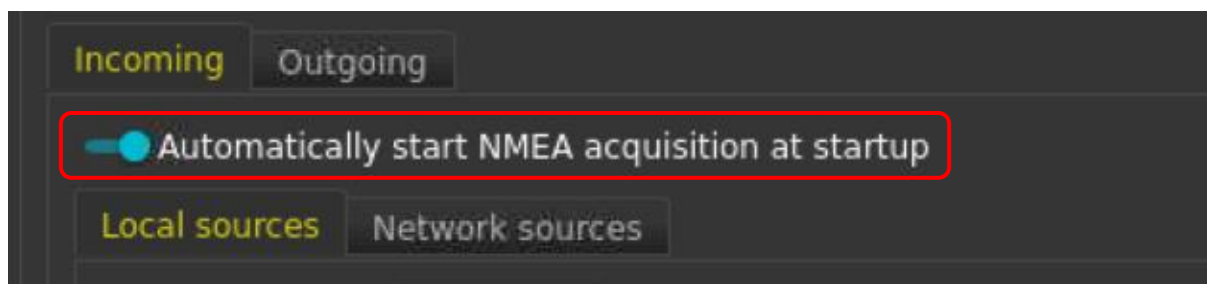 Incoming Outgoing
Automatically start NMEA acquisition at startup
Local sources Network sources